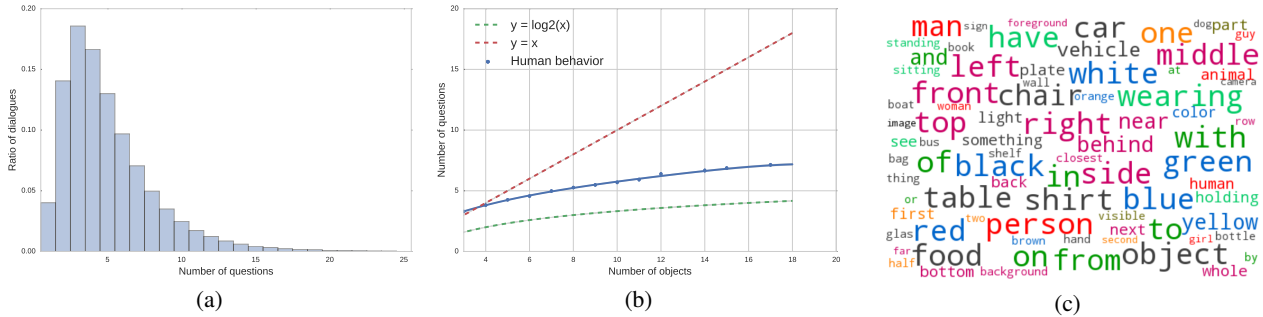 0.20
0.15
0.10
0.05
0.00
Ratio of dialogues
5 10 15 20 25
Number of questions
(a)
20
15
10
5
0
Number of questions
y = log2(x)
y = x
Human behavior
4 6 8 10 12 14 16 18 20
Number of objects
(b)
man sign foreground car one dog part
standing book have vehicle middle guy
and left plate white at animal
sitting wall camera
front chair orange wearing
boat woman light color
image top right near row
see bus something behind with
bag of shelf closest green
thing black back in side human
or table shirt blue holding
first two person visible to yellow
glas red brown hand next second girl bottle
far food on from object by
half bottom background whole
(c)